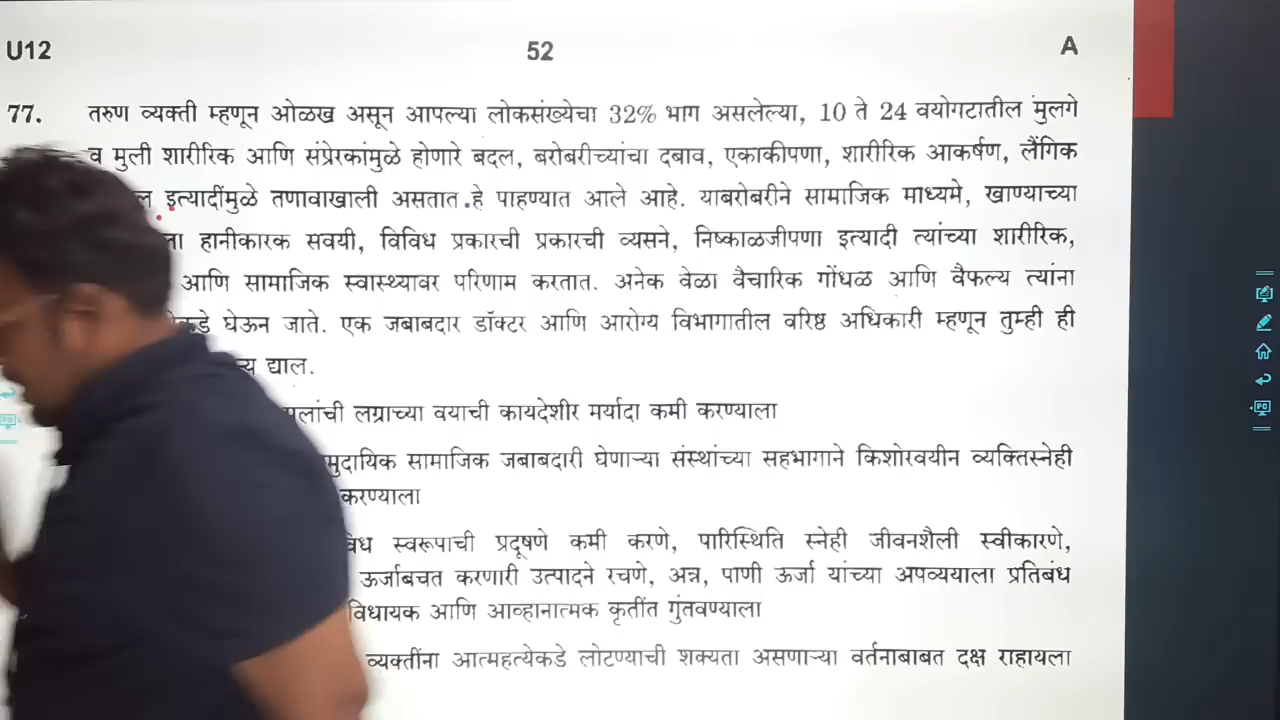 U12 52 A
77. तरुण व्यक्ती म्हणून ओळख असून आपल्या लोकसंख्येचा 32% भाग असलेल्या, 10 ते 24 वयोगटातील मुलगे
व मुली शारीरिक आणि संप्रेरकांमुळे होणारे बदल, बरोबरीच्यांचा दबाव, एकाकीपणा, शारीरिक आकर्षण, लैंगिक
इत्यादींमुळे तणावाखाली असतात हे पाहण्यात आले आहे. याबरोबरीने सामाजिक माध्यमे, खाण्याच्या
हानीकारक सवयी, विविध प्रकारची प्रकारची व्यसने, निष्काळजीपणा इत्यादी त्यांच्या शारीरिक,
आणि सामाजिक स्वास्थ्यावर परिणाम करतात. अनेक वेळा वैचारिक गोंधळ आणि वैफल्य त्यांना
घेऊन जाते. एक जबाबदार डॉक्टर आणि आरोग्य विभागातील वरिष्ठ अधिकारी म्हणून तुम्ही ही
द्याल.
लग्नाच्या वयाची कायदेशीर मर्यादा कमी करण्याला
सामाजिक जबाबदारी घेणाऱ्या संस्थांच्या सहभागाने किशोरवयीन व्यक्तिस्नेही
करण्याला
स्वरूपाची प्रदूषणे कमी करणे, पारिस्थिति स्नेही जीवनशैली स्वीकारणे,
ऊर्जाबचत करणारी उत्पादने रचणे, अन्न, पाणी ऊर्जा यांच्या अपव्ययाला प्रतिबंध
आणि आव्हानात्मक कृतींत गुंतवण्याला
व्यक्तींना आत्महत्येकडे लोटण्याची शक्यता असणाऱ्या वर्तनाबाबत दक्ष राहायला